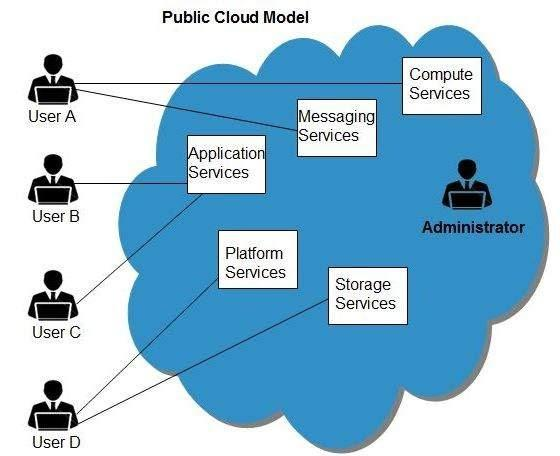 Public Cloud Model
User A
User B
User C
User D
Compute
Services
Messaging
Services
Application
Services
Platform
Services
Storage
Services
Administrator